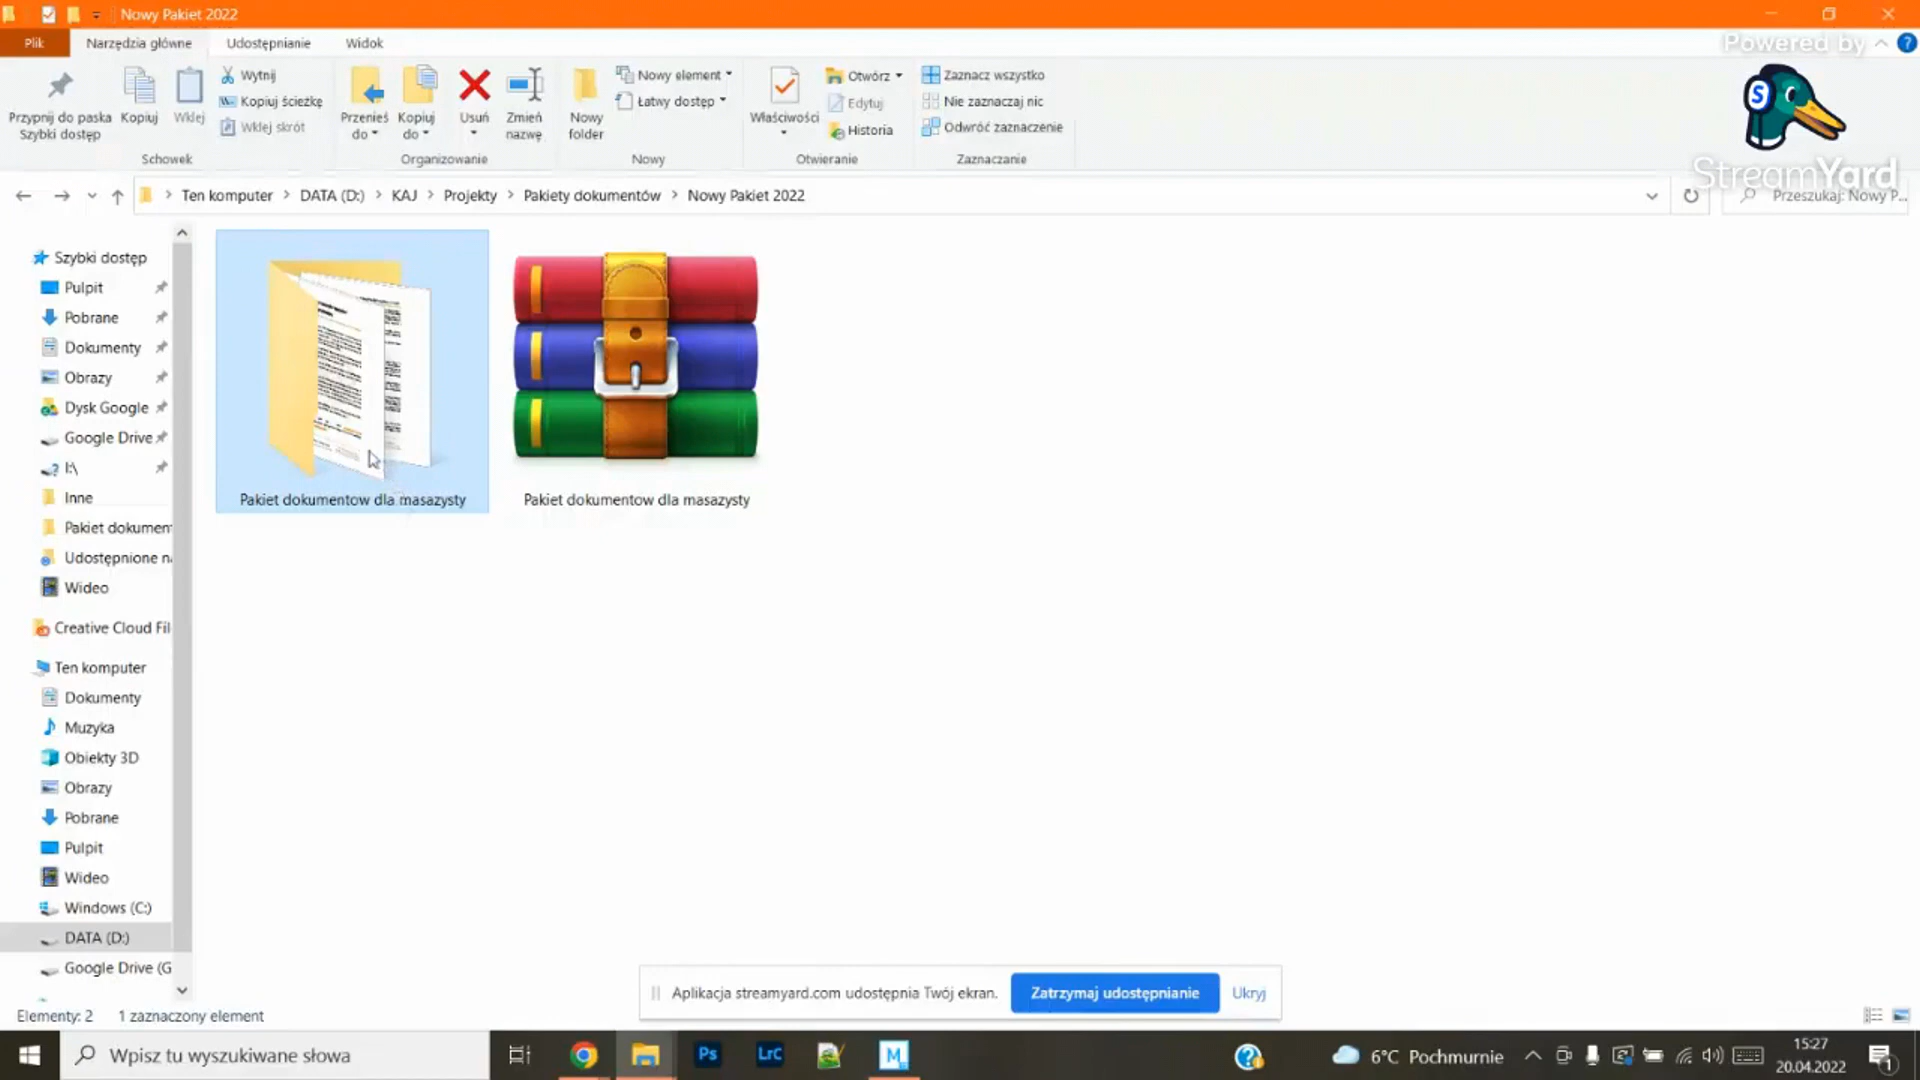 Nowy Pakiet 2022
Plik
Narzędzia główne
Udostępnianie
Widok
Powered by
StreamYard
Przypnij do paska
Szybki dostęp
Kopiuj
Wklej
Wytnij
Kopiuj ścieżkę
Wklej skrót
Schowek
Przenieś
do
Kopiuj
do
Usuń
Zmień
nazwę
Organizowanie
Nowy
folder
Nowy element
Łatwy dostęp
Nowy
Właściwości
Otwórz
Edytuj
Historia
Otwieranie
Zaznacz wszystko
Nie zaznaczaj nic
Odwróć zaznaczenie
Zaznaczanie
Ten komputer
DATA (D:)
KAJ
Projekty
Pakiety dokumentów
Nowy Pakiet 2022
Przeszukaj: Nowy P...
Szybki dostęp
Pulpit
Pobrane
Dokumenty
Obrazy
Dysk Google
Google Drive
I:\
Inne
Pakiet dokument
Udostępnione na
Wideo
Creative Cloud Fil
Ten komputer
Dokumenty
Muzyka
Obiekty 3D
Obrazy
Pobrane
Pulpit
Wideo
Windows (C:)
DATA (D:)
Google Drive (G
Pakiet dokumentow dla masazysty
Pakiet dokumentow dla masazysty
Aplikacja streamyard.com udostępnia Twój ekran.
Zatrzymaj udostępnianie
Ukryj
Elementy: 2
1 zaznaczony element
Wpisz tu wyszukiwane słowa
Ps
LrC
M
6°C Pochmurnie
15:27
20.04.2022
1